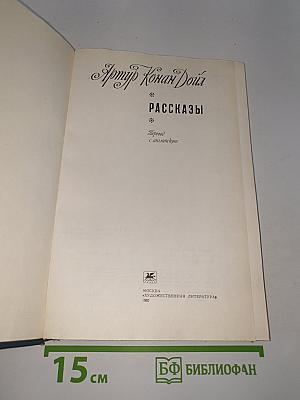 Артур Конан Дойл
РАССКАЗЫ
Перевод
с английского
МОСКВА
«ХУДОЖЕСТВЕННАЯ ЛИТЕРАТУРА»
15 см
БФ БИБЛИОФАН